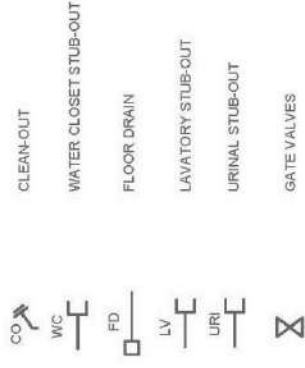 CO CLEAN-OUT
WC WATER CLOSET STUB-OUT
FD FLOOR DRAIN
LV LAVATORY STUB-OUT
URI URINAL STUB-OUT
GATE VALVES